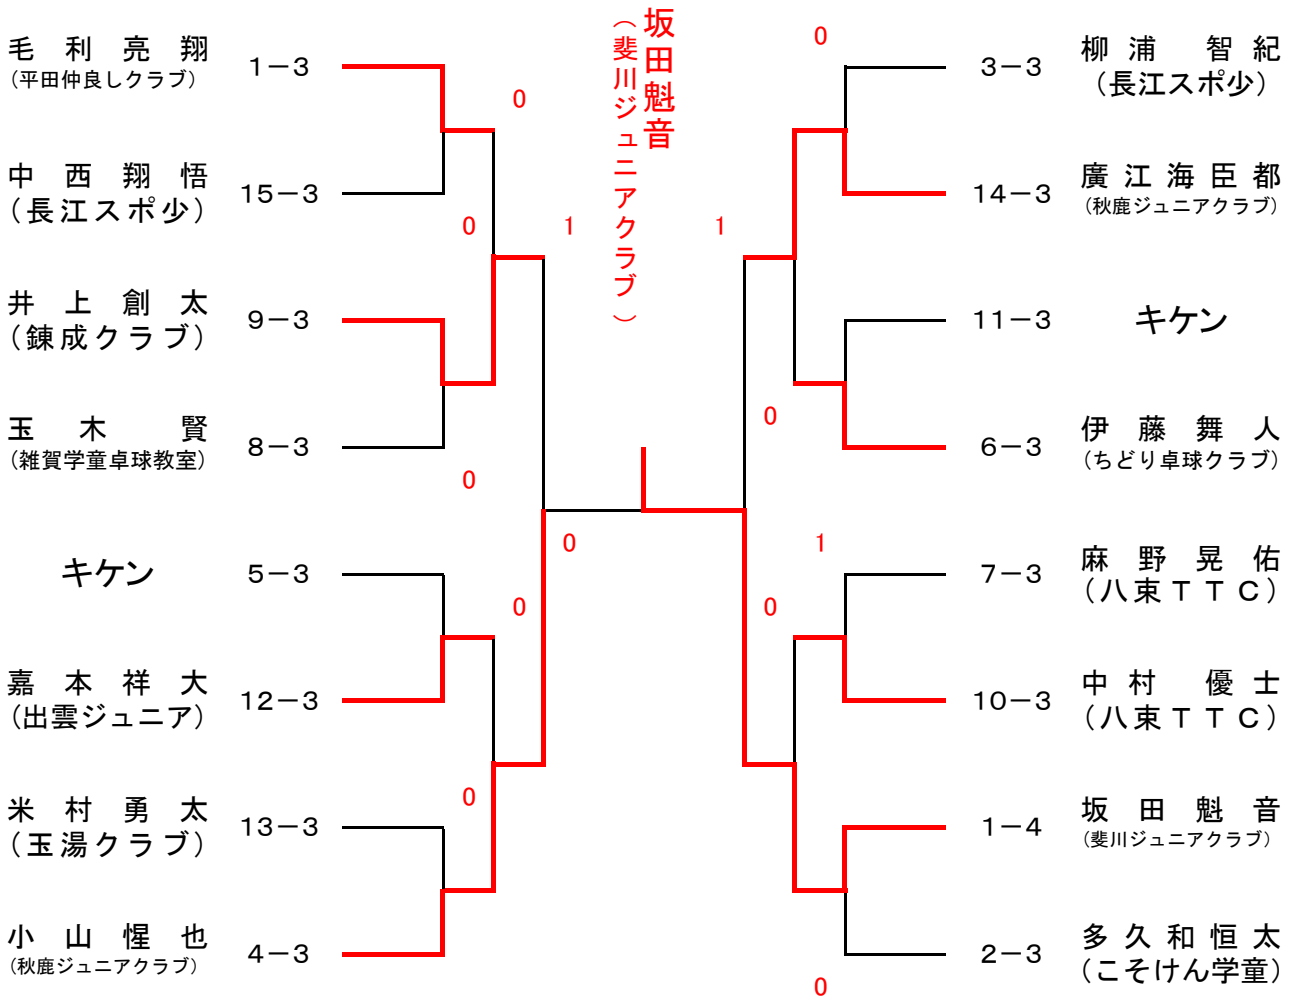 坂田魁音
（斐川ジュニアクラブ）
毛利亮翔
（平田仲良しクラブ）
1－3
中西翔悟
（長江スポ少）
15－3
井上創太
（錬成クラブ）
9－3
玉木 賢
（雑賀学童卓球教室）
8－3
キケン
5－3
嘉本祥大
（出雲ジュニア）
12－3
米村勇太
（玉湯クラブ）
13－3
小山惺也
（秋鹿ジュニアクラブ）
4－3
0
0
1
0
0
0
0
0
1
0
1
0
0
3－3
柳浦 智紀
（長江スポ少）
14－3
廣江海臣都
（秋鹿ジュニアクラブ）
11－3
キケン
6－3
伊藤舞人
（ちどり卓球クラブ）
7－3
麻野晃佑
（八束ＴＴＣ）
10－3
中村 優士
（八束ＴＴＣ）
1－4
坂田魁音
（斐川ジュニアクラブ）
2－3
多久和恒太
（こそけん学童）